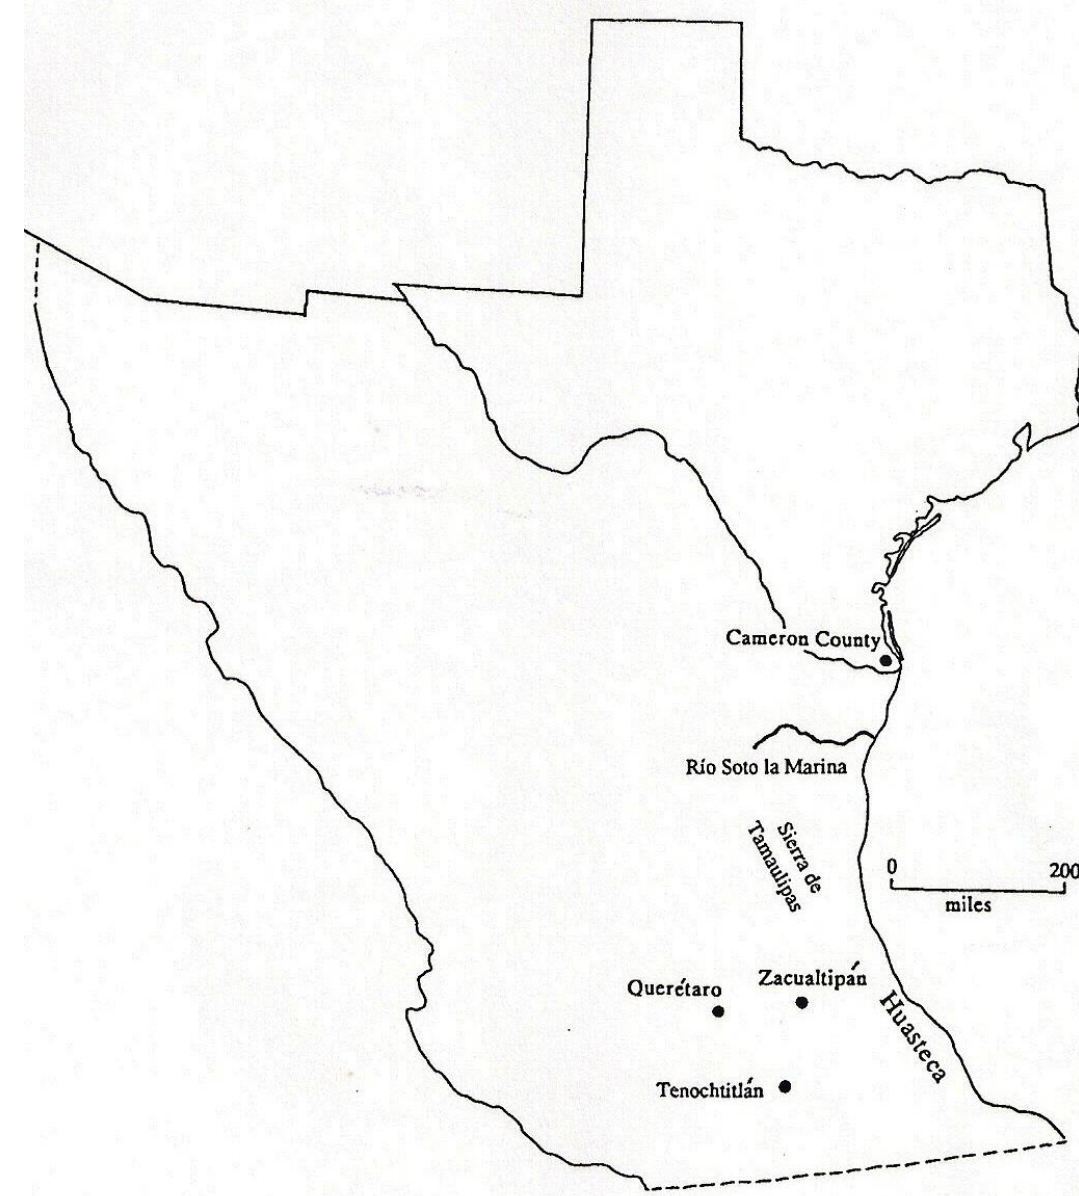 Cameron County
Río Soto la Marina
Sierra de
Tamaulipas
0 200
miles
Querétaro
Zacualtipán
Huasteca
Tenochtitlán